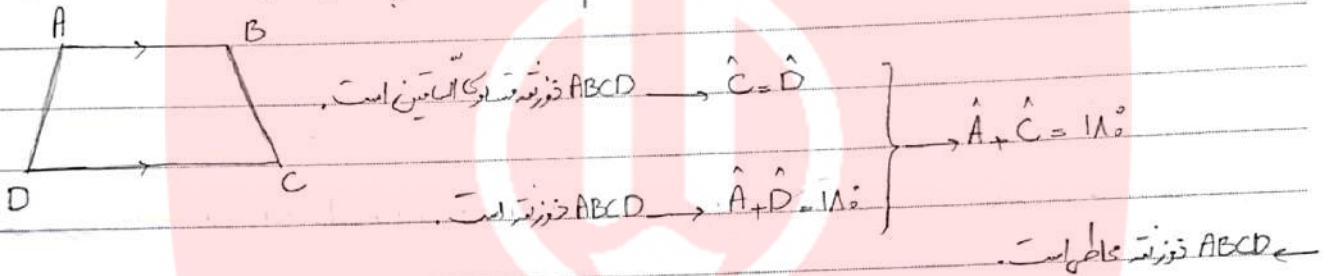 A B
ABCD ذوزنقه متساوی الساقین است. → Ĉ = D̂
→ Â + Ĉ = ۱۸۰°
D C
ABCD ذوزنقه است. → Â + D̂ = ۱۸۰°
← ABCD ذوزنقه محاطی است.